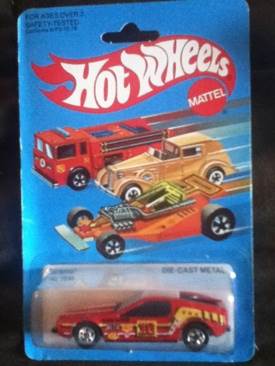 FOR AGES OVER 3
SAFETY-TESTED
HOT WHEELS
MATTEL
DIE-CAST METAL